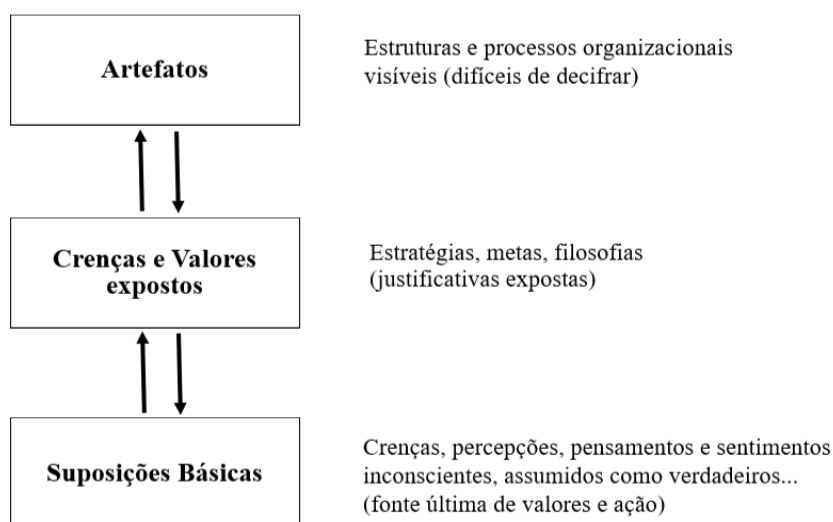 Artefatos
Estruturas e processos organizacionais
visíveis (difíceis de decifrar)
Crenças e Valores
expostos
Estratégias, metas, filosofias
(justificativas expostas)
Suposições Básicas
Crenças, percepções, pensamentos e sentimentos
inconscientes, assumidos como verdadeiros...
(fonte última de valores e ação)